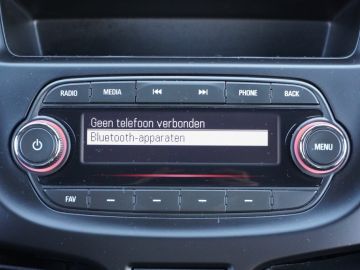 RADIO MEDIA PHONE BACK
Geen telefoon verbonden
Bluetooth-apparaten
MENU
FAV